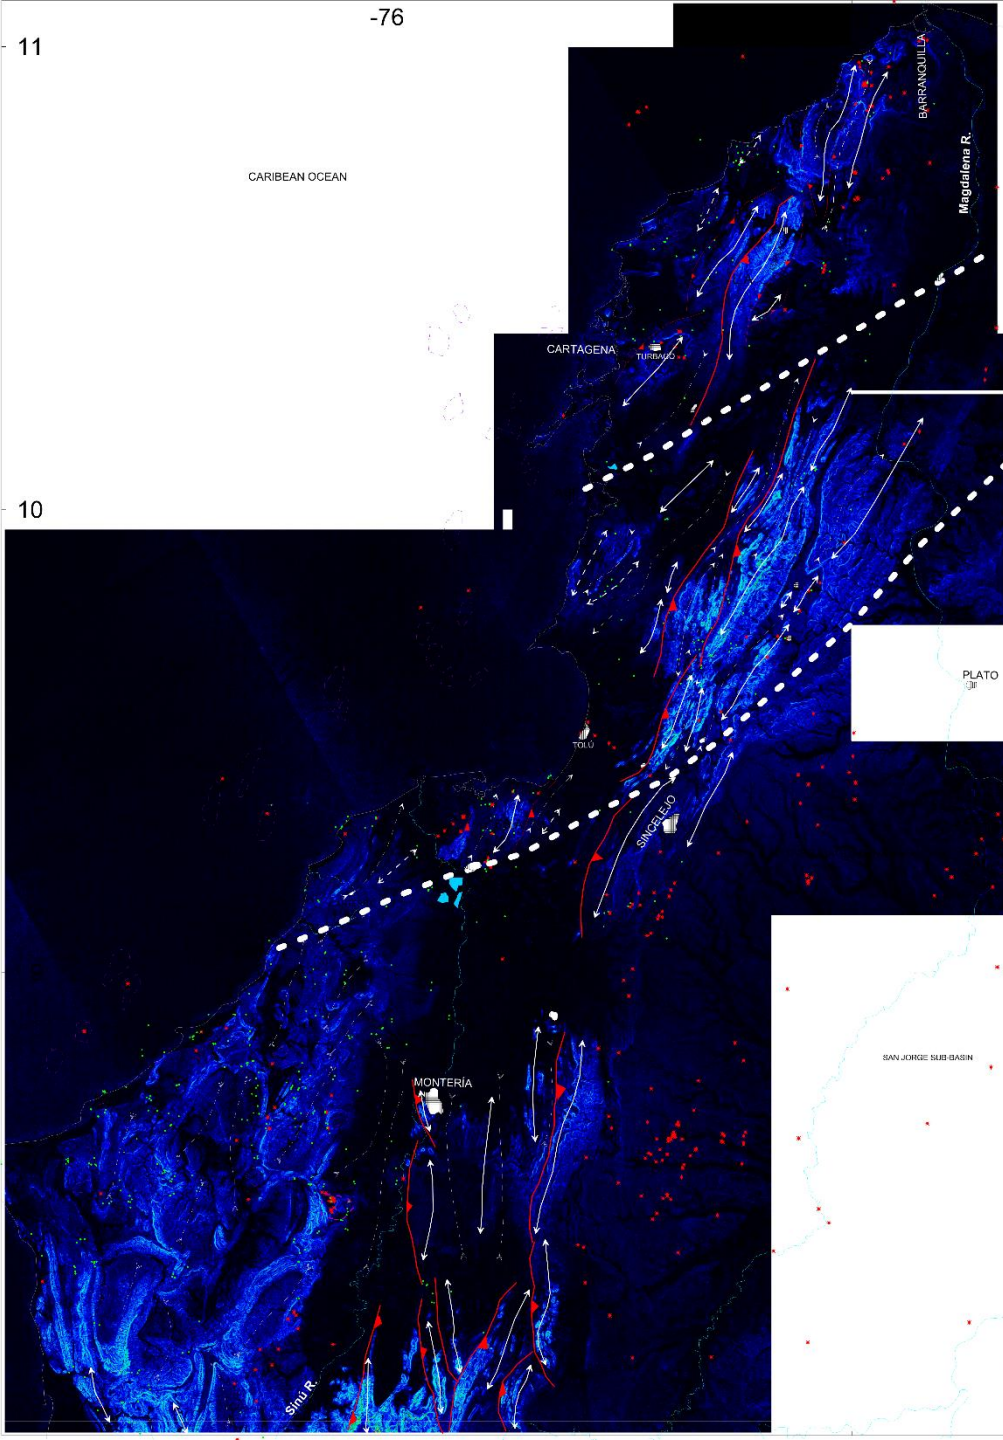 -76
11
BARRANQUILLA
Magdalena R.
CARIBEAN OCEAN
CARTAGENA
TURBACO
10
PLATO
TOLÚ
SINCELEJO
SAN JORGE SUB-BASIN
MONTERÍA
Sinú R.